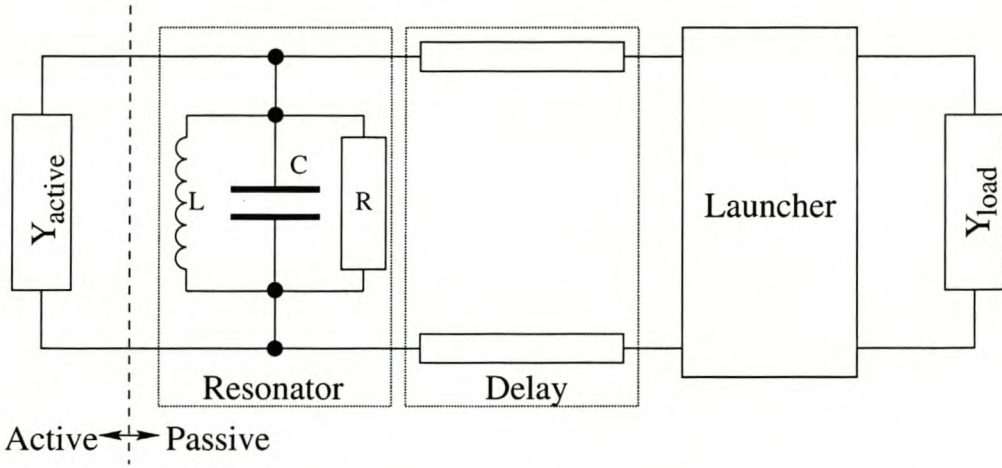 Y_active
L
C
R
Launcher
Y_load
Resonator
Delay
Active
Passive